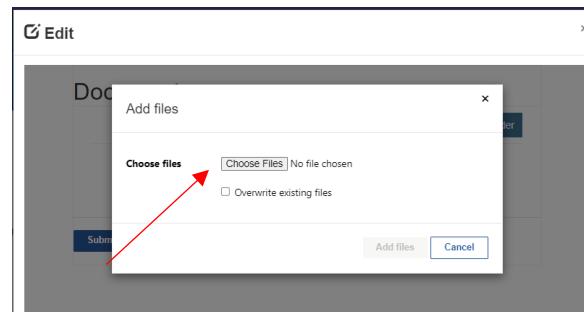 Edit
×
Doc
Add files
×
der
Choose files
Choose Files No file chosen
Overwrite existing files
Subm
Add files
Cancel